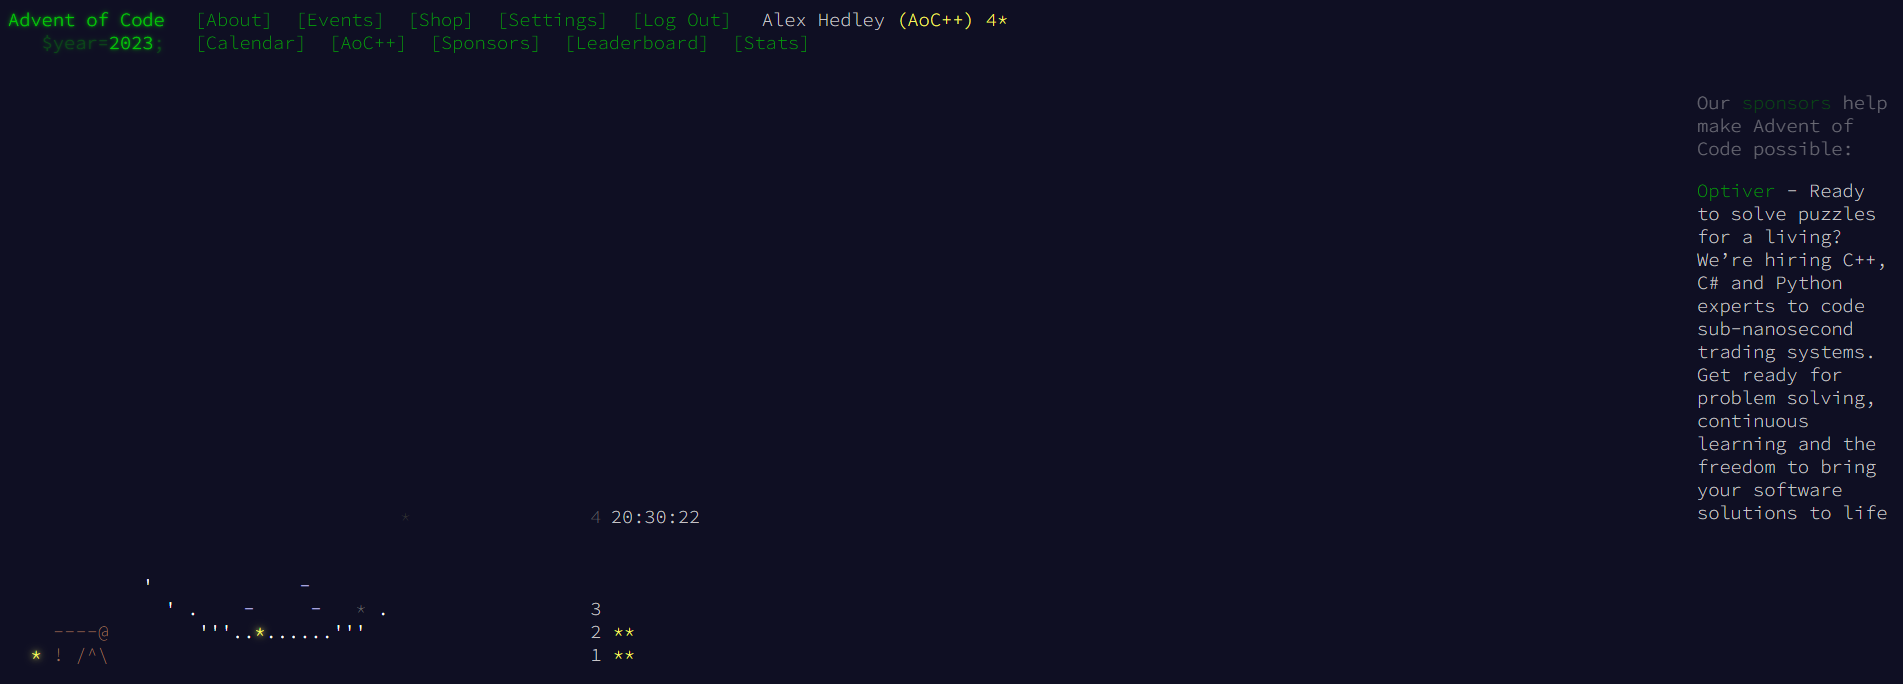 Advent of Code [About] [Events] [Shop] [Settings] [Log Out] Alex Hedley (AoC++) 4*
$year=2023; [Calendar] [AoC++] [Sponsors] [Leaderboard] [Stats]
Our sponsors help
make Advent of
Code possible:
Optiver - Ready
to solve puzzles
for a living?
We’re hiring C++,
C# and Python
experts to code
sub-nanosecond
trading systems.
Get ready for
problem solving,
continuous
learning and the
freedom to bring
your software
solutions to life
* 4 20:30:22
' -
' . - - * . 3
----@ '''..*......''' 2 **
* ! /^\ 1 **